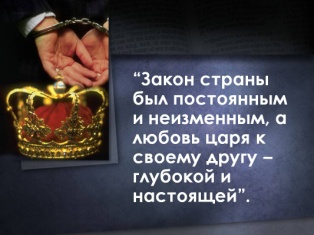 “Закон страны
был постоянным
и неизменным, а
любовь царя к
своему другу –
глубокой и
настоящей”.